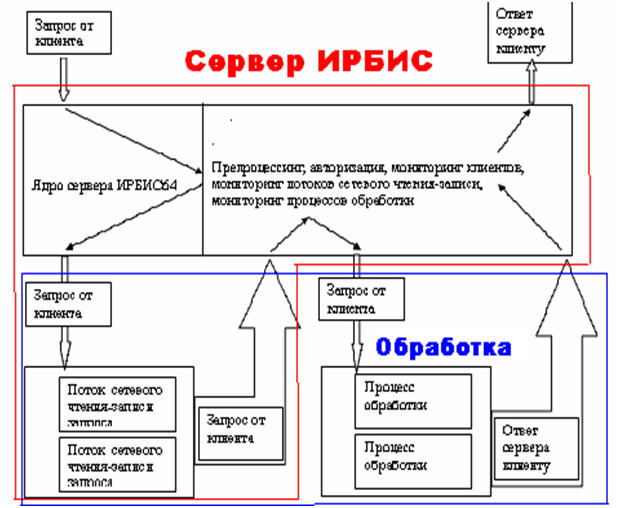 Запрос от
клиента
Ответ
сервера
клиенту
Сервер ИРБИС
Ядро сервера ИРБИС64
Препроцессинг, авторизация, мониторинг клиентов,
мониторинг потоков сетевого чтения-записи,
мониторинг процессов обработки
Запрос от
клиента
Запрос от
клиента
Обработка
Поток сетевого
чтения-записи
запроса
Поток сетевого
чтения-записи
запроса
Запрос от
клиента
Процесс
обработки
Процесс
обработки
Ответ
сервера
клиенту